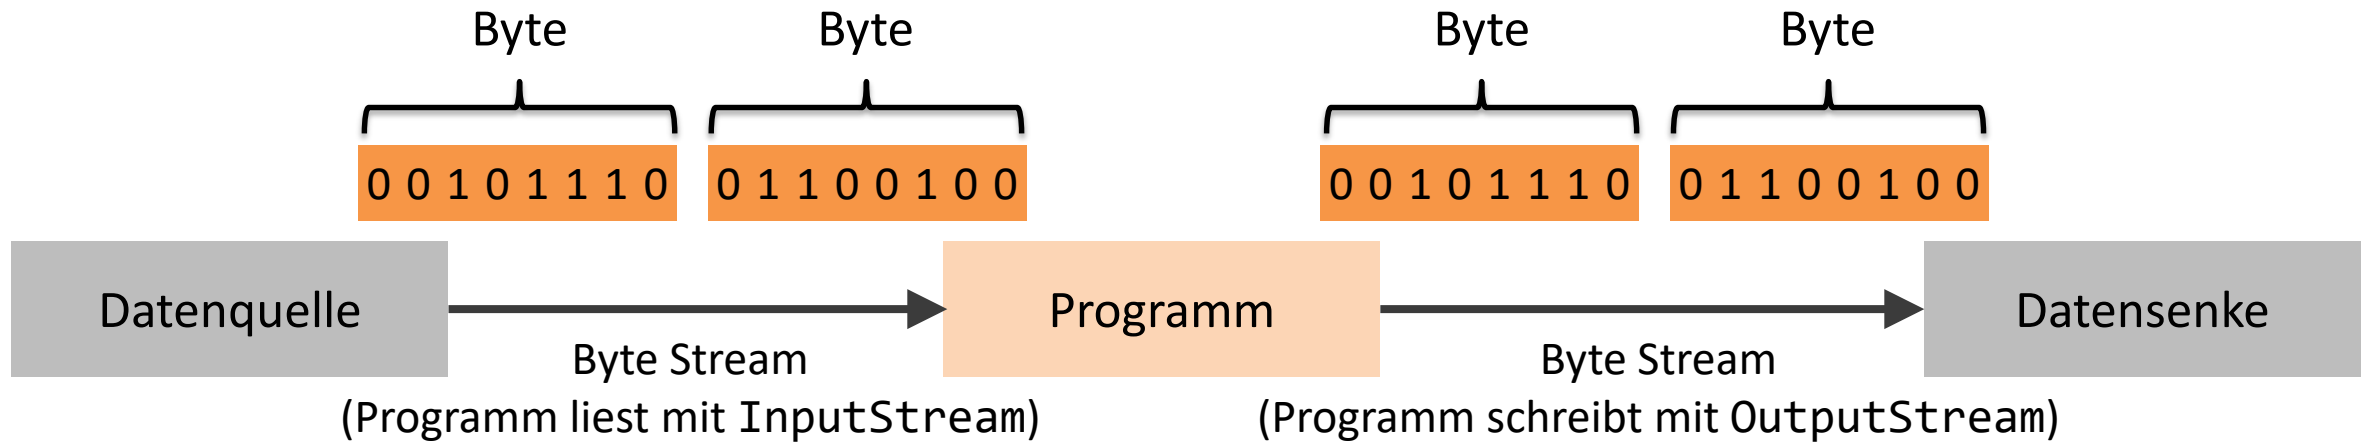 Byte Byte Byte Byte
0 0 1 0 1 1 1 0 0 1 1 0 0 1 0 0 0 0 1 0 1 1 1 0 0 1 1 0 0 1 0 0
Datenquelle Programm Datensenke
Byte Stream Byte Stream
(Programm liest mit InputStream) (Programm schreibt mit OutputStream)